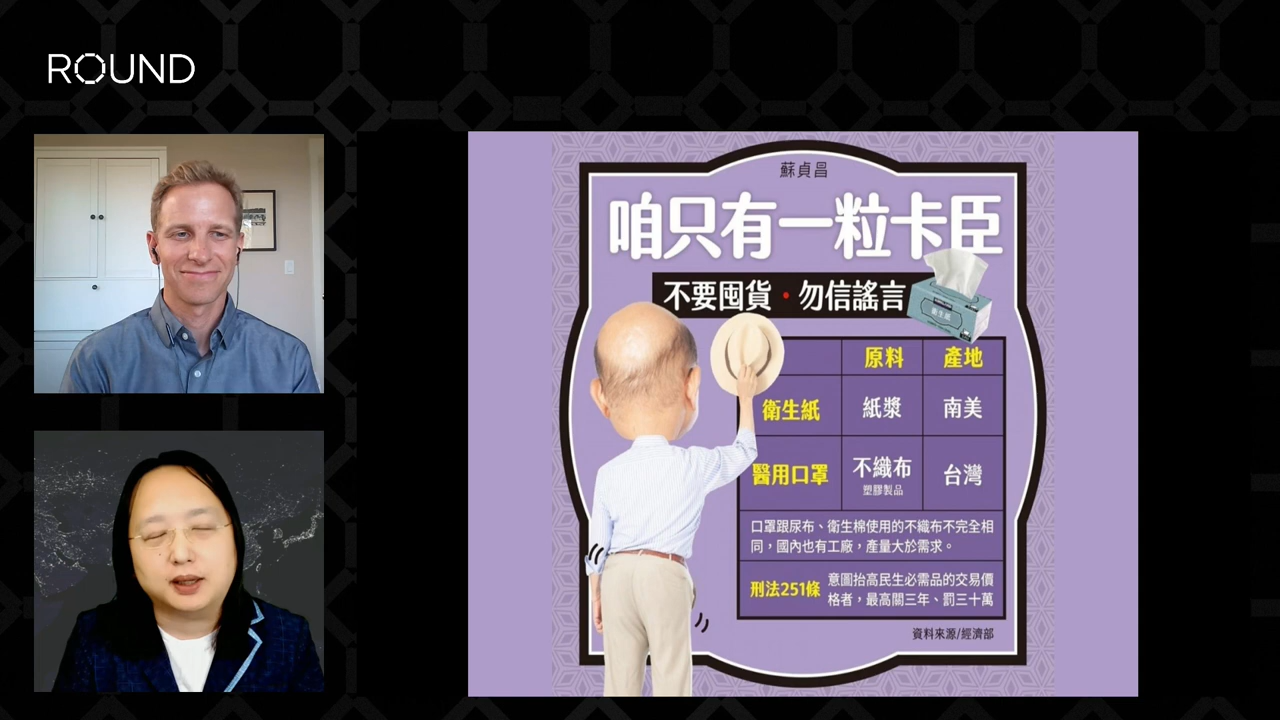 ROUND
蘇貞昌
咱只有一粒卡臣
不要囤貨・勿信謠言
衛生紙
原料
產地
衛生紙
紙漿
南美
醫用口罩
不織布
塑膠製品
台灣
口罩跟尿布、衛生棉使用的不織布不完全相
同，國內也有工廠，產量大於需求。
刑法251條
意圖抬高民生必需品的交易價
格者，最高關三年、罰三十萬
資料來源/經濟部